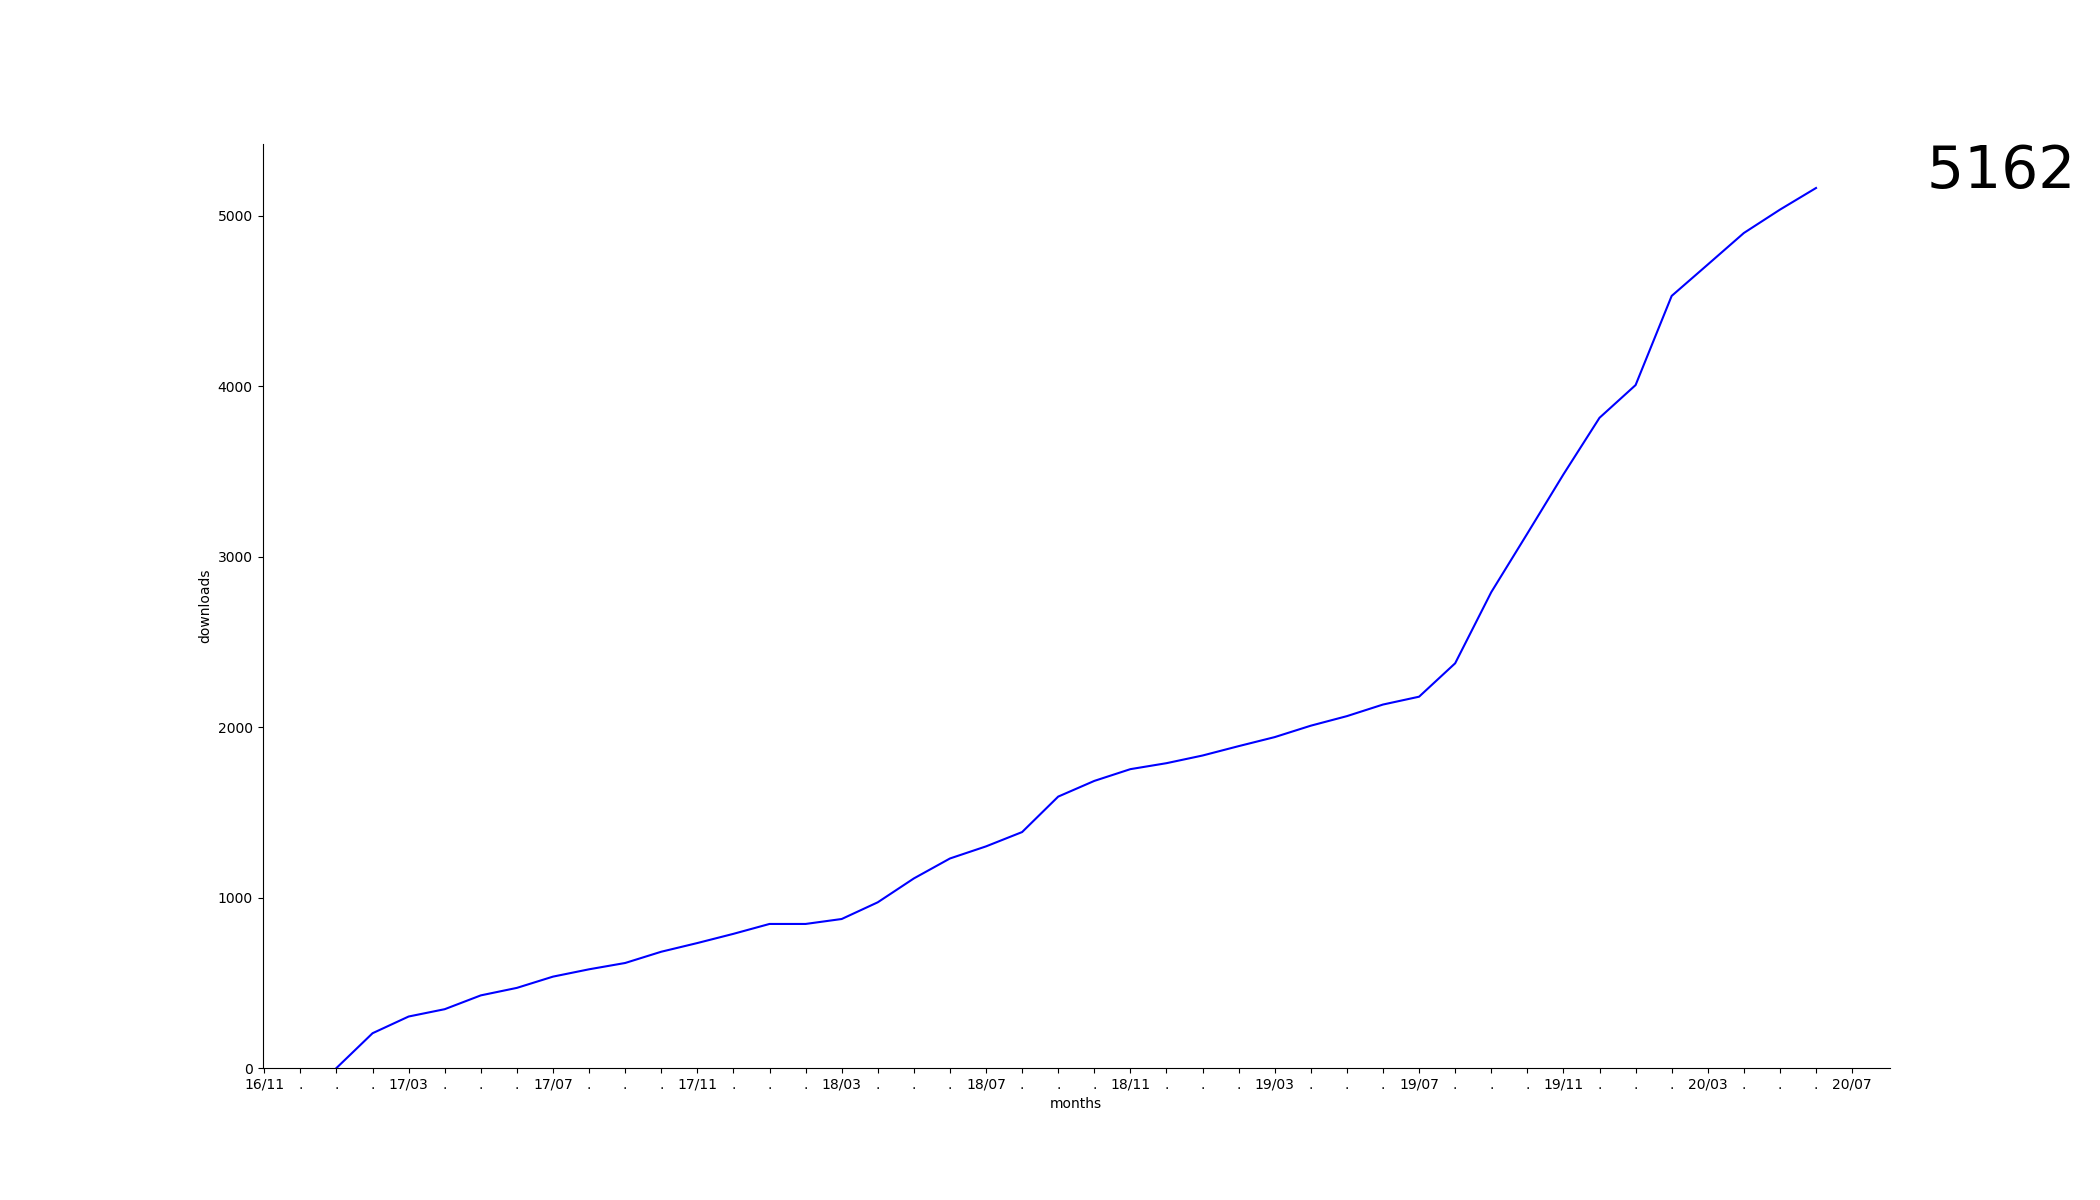 5162
5000
4000
3000
downloads
2000
1000
0
16/11 . . . 17/03 . . . 17/07 . . . 17/11 . . . 18/03 . . . 18/07 . . . 18/11 . . . 19/03 . . . 19/07 . . . 19/11 . . . 20/03 . . . 20/07
months